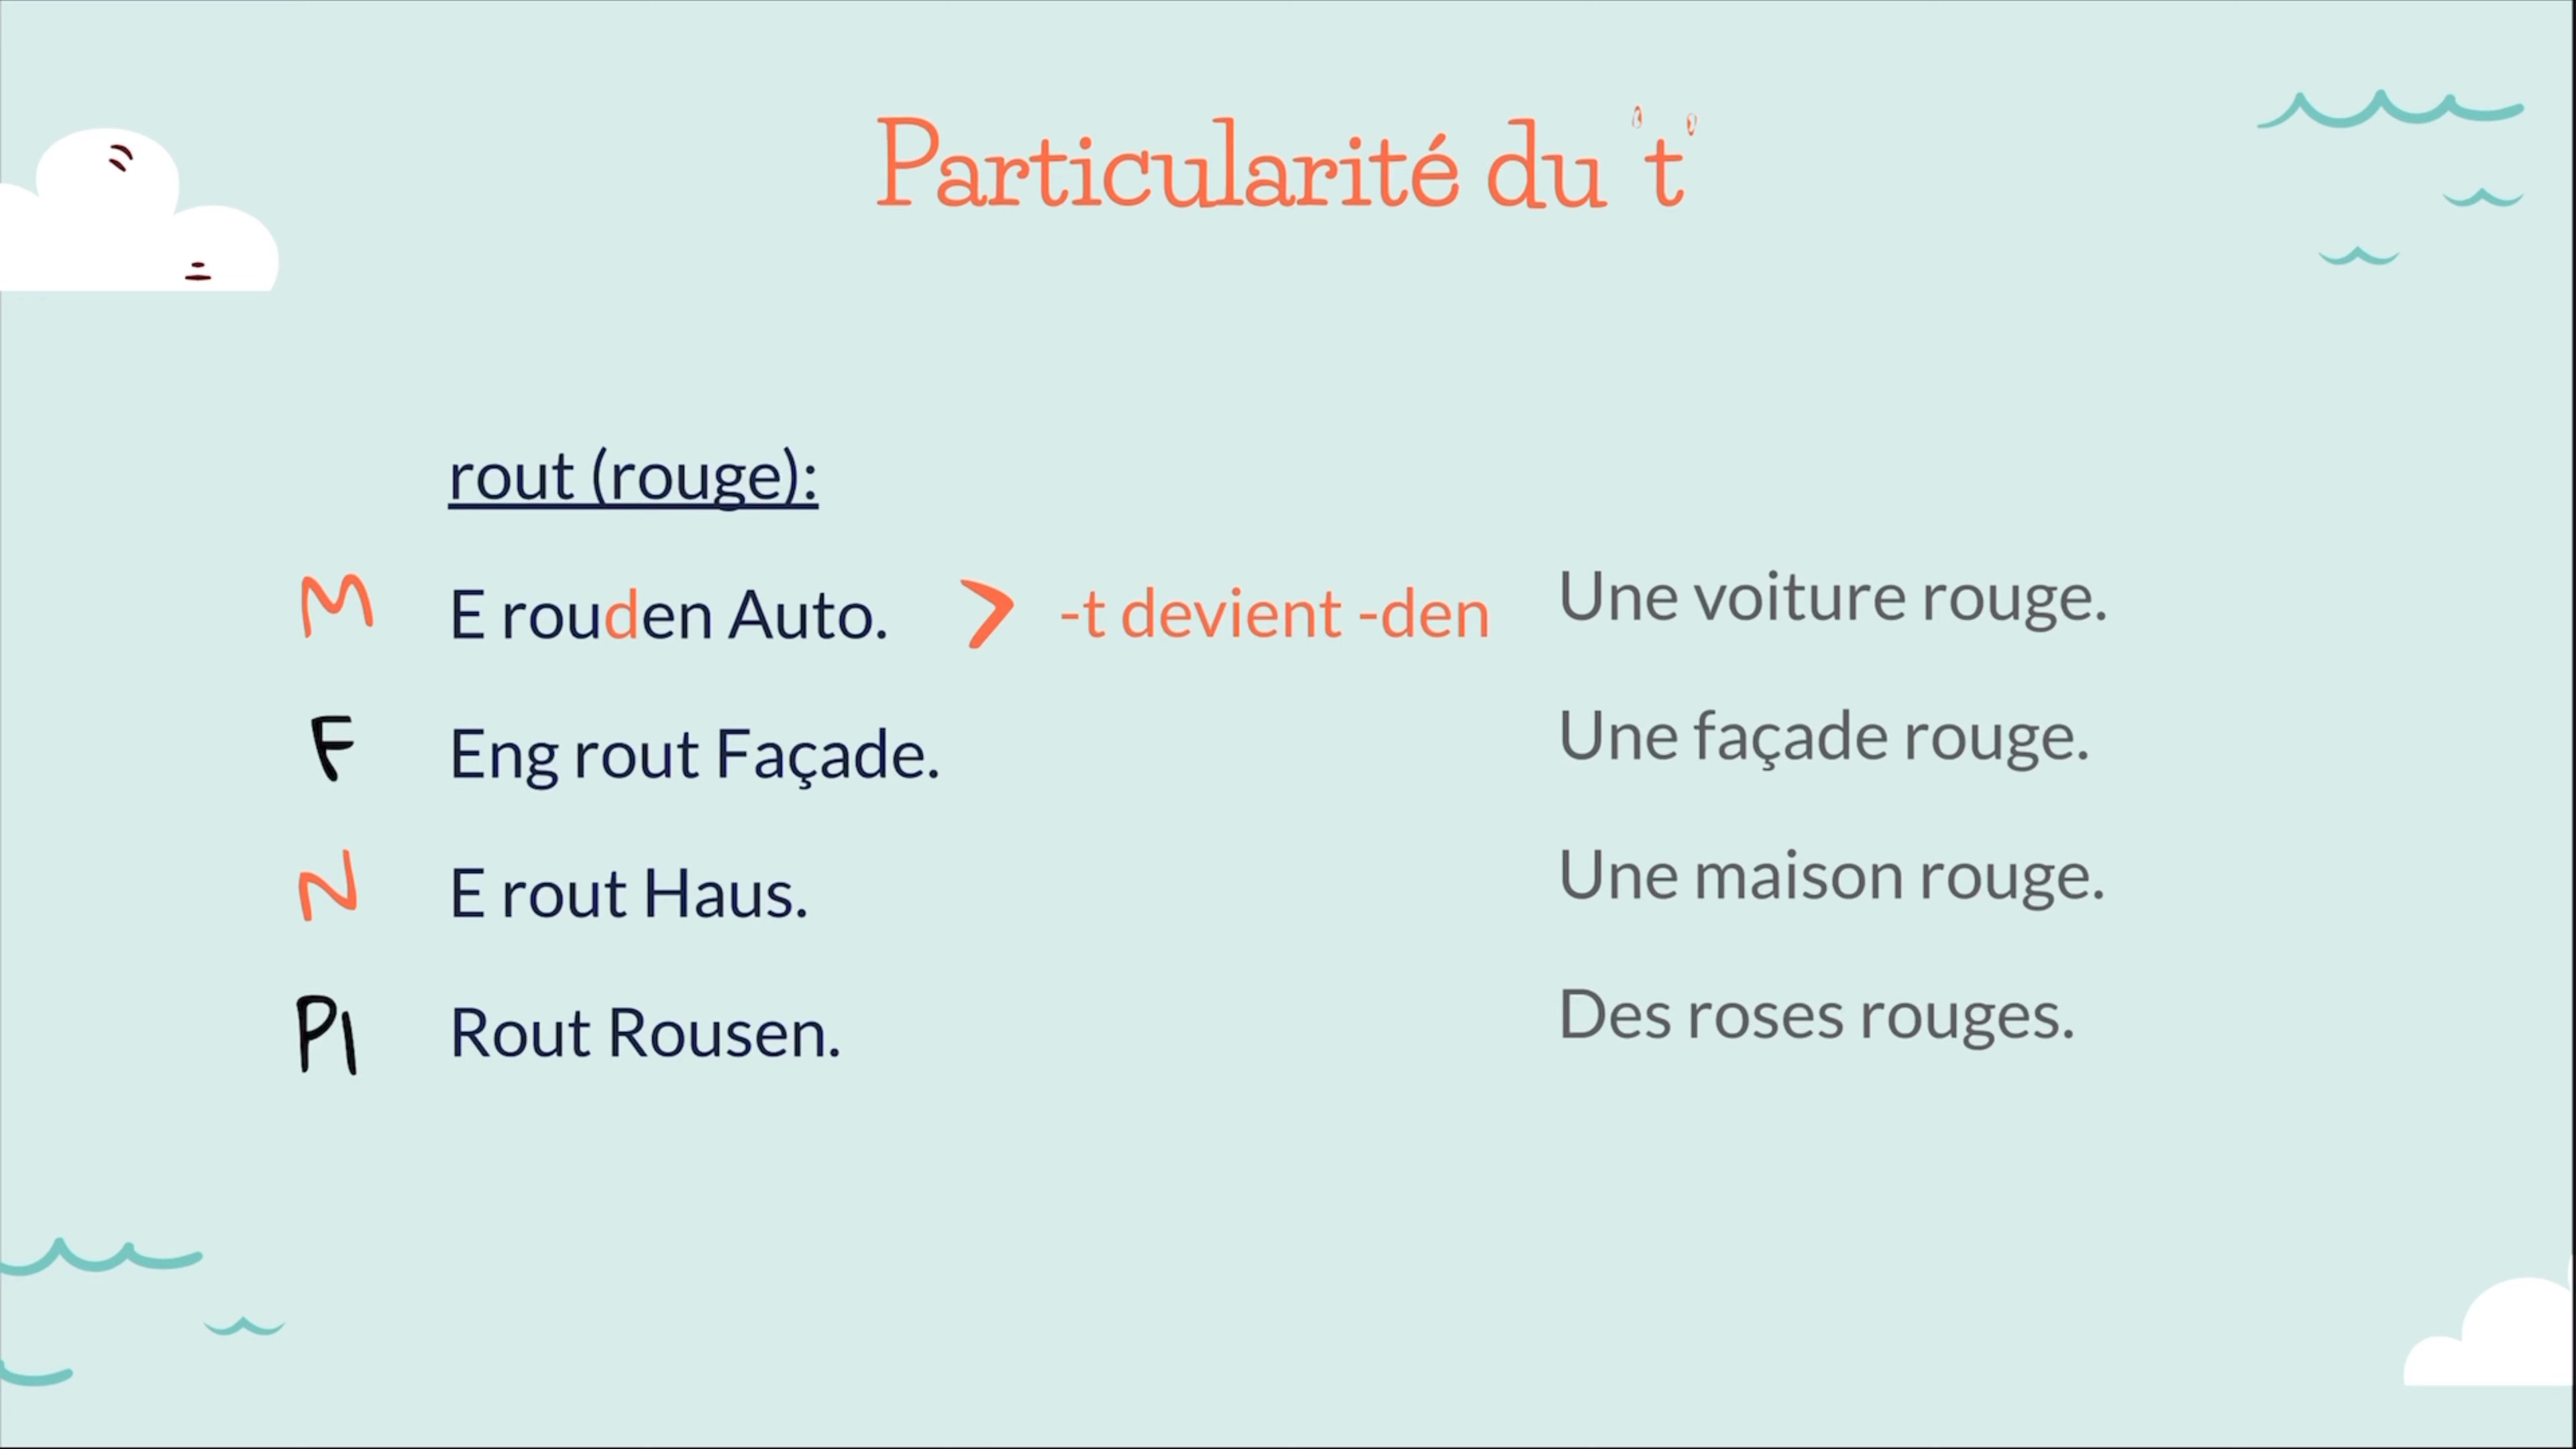 Particularité du 't'
rout (rouge):
M E rouden Auto. > -t devient -den Une voiture rouge.
F Eng rout Façade. Une façade rouge.
N E rout Haus. Une maison rouge.
Pl Rout Rousen. Des roses rouges.